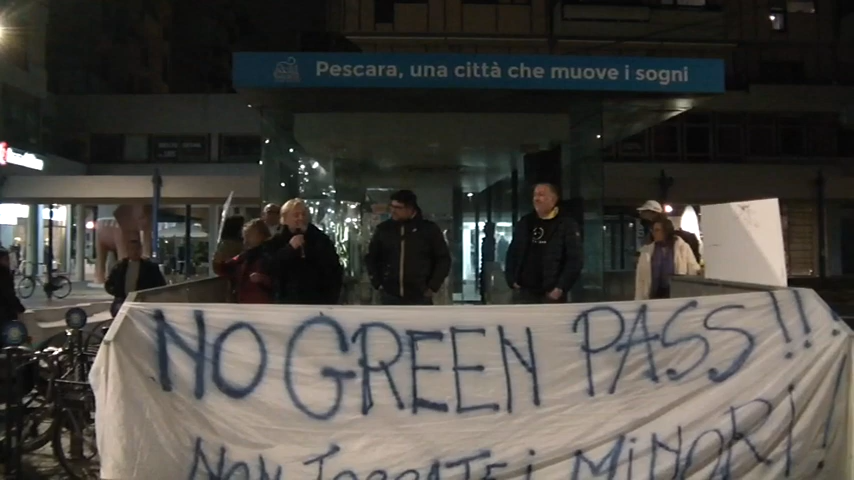 Pescara, una città che muove i sogni
NO GREEN PASS!!!
NON TOCCATE i MiNORI!!